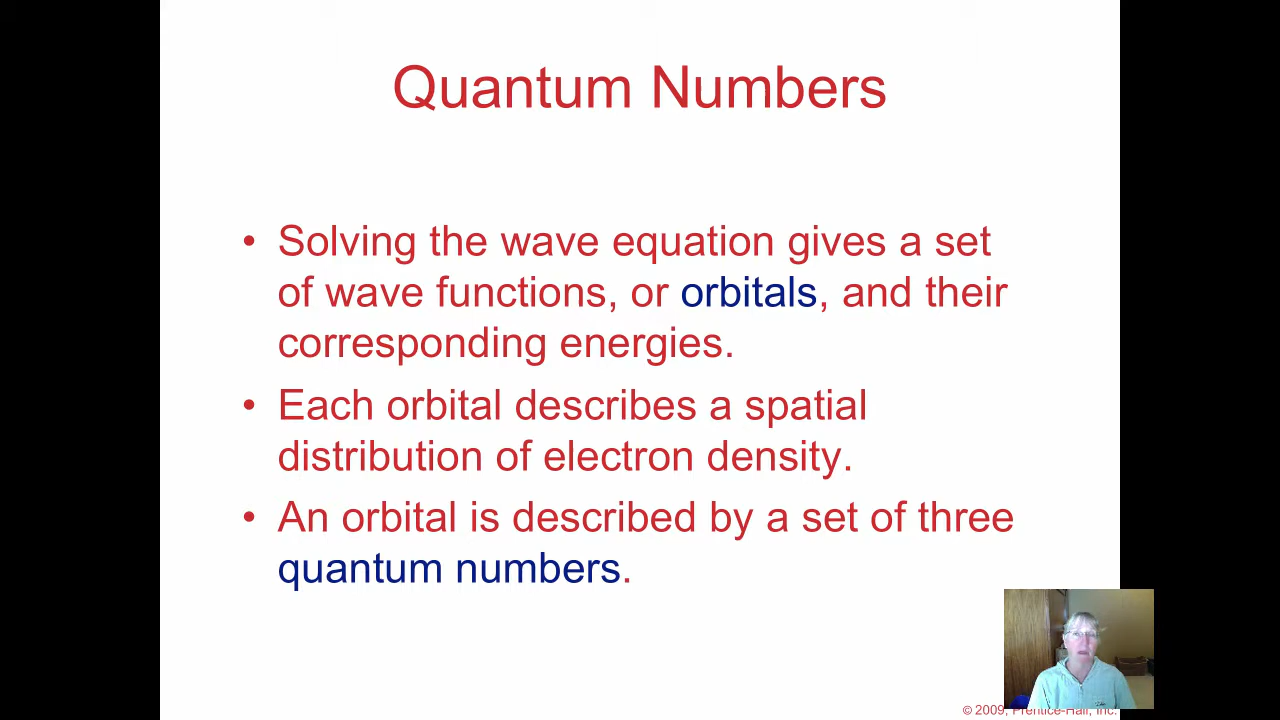 Quantum Numbers
• Solving the wave equation gives a set
of wave functions, or orbitals, and their
corresponding energies.
• Each orbital describes a spatial
distribution of electron density.
• An orbital is described by a set of three
quantum numbers.
© 2009, Prentice-Hall, Inc.